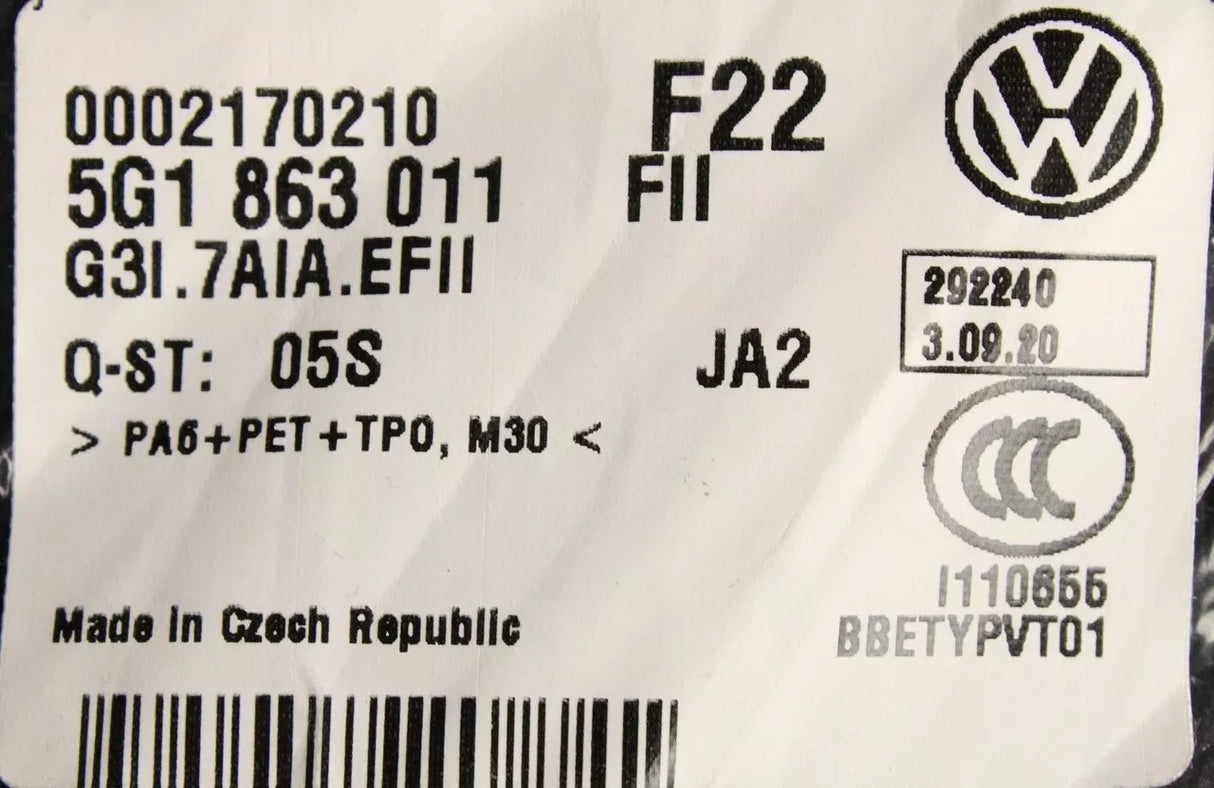 0002170210
F22
5G1 863 011
FII
G3I.7AIA.EFII
292240
3.09.20
Q-ST: 05S
JA2
> PA6+PET+TPO, M30 <
CCC
I110655
Made in Czech Republic
BBETYPVT01